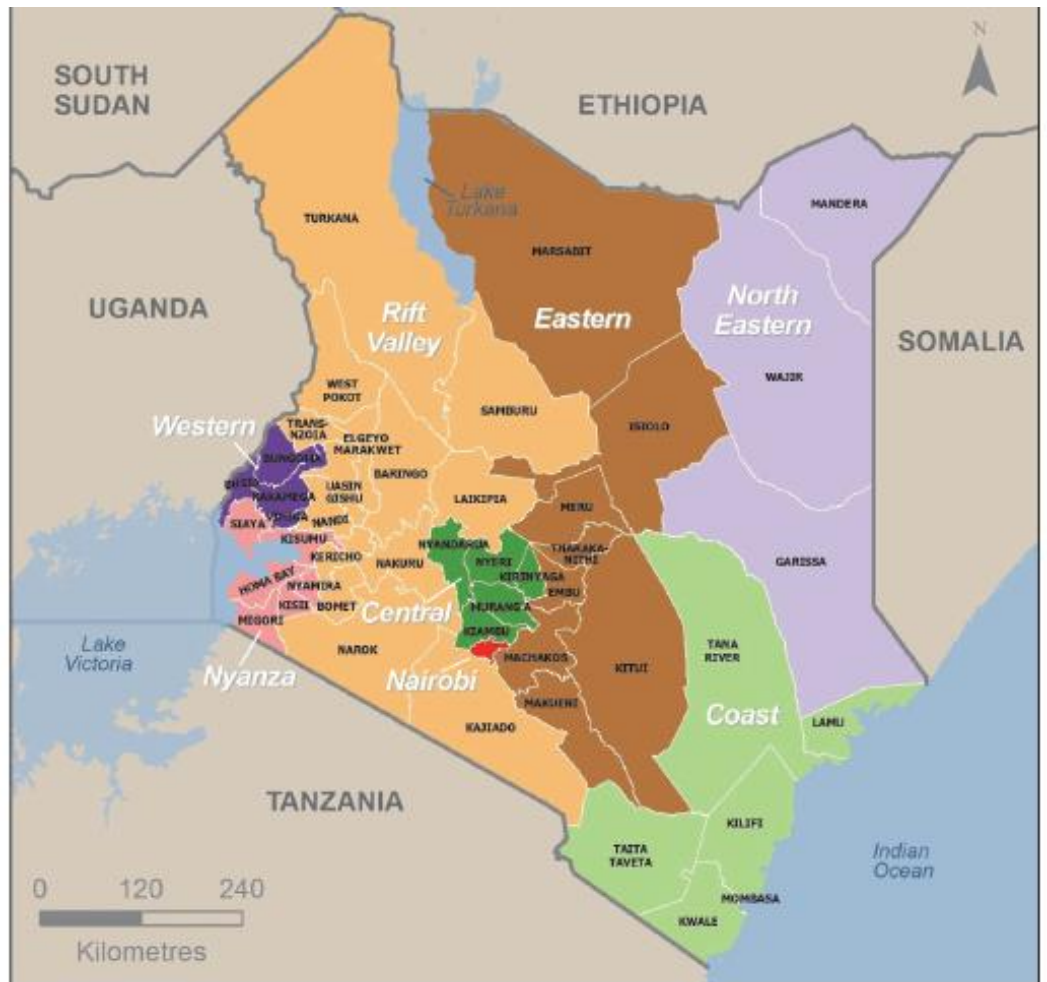 N
SOUTH
SUDAN
ETHIOPIA
Lake
Turkana
TURKANA
MANDERA
MARSABIT
UGANDA
Rift
Valley
Eastern
North
Eastern
SOMALIA
WAJIR
WEST
POKOT
SAMBURU
ISIOLO
Western
TRANS-
NZOIA
ELGEYO
MARAKWET
BUNGOMA
BARINGO
BUSIA
KAKAMEGA
UASIN
GISHU
LAIKIPIA
MERU
VIHIGA
NANDI
SIAYA
KISUMU
NYANDARUA
KERICHO
NAKURU
NYERI
THARAKA-
NITHI
GARISSA
HOMA BAY
NYAMIRA
KIRINYAGA
EMBU
KISII
BOMET
Central
MURANG'A
MIGORI
KIAMBU
Lake
Victoria
NAROK
MACHAKOS
KITUI
TANA
RIVER
Nyanza
Nairobi
MAKUENI
Coast
LAMU
KAJIADO
TANZANIA
KILIFI
TAITA
TAVETA
Indian
Ocean
MOMBASA
KWALE
0 120 240
Kilometres